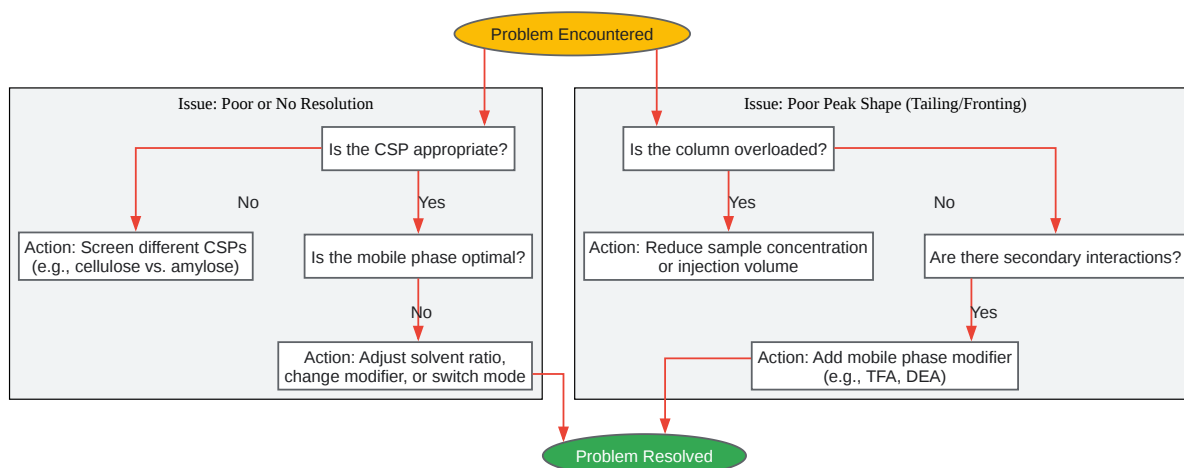 Problem Encountered
Issue: Poor or No Resolution
Is the CSP appropriate?
No
Yes
Action: Screen different CSPs
(e.g., cellulose vs. amylose)
Is the mobile phase optimal?
No
Action: Adjust solvent ratio,
change modifier, or switch mode
Issue: Poor Peak Shape (Tailing/Fronting)
Is the column overloaded?
Yes
No
Action: Reduce sample concentration
or injection volume
Are there secondary interactions?
Yes
Action: Add mobile phase modifier
(e.g., TFA, DEA)
Problem Resolved